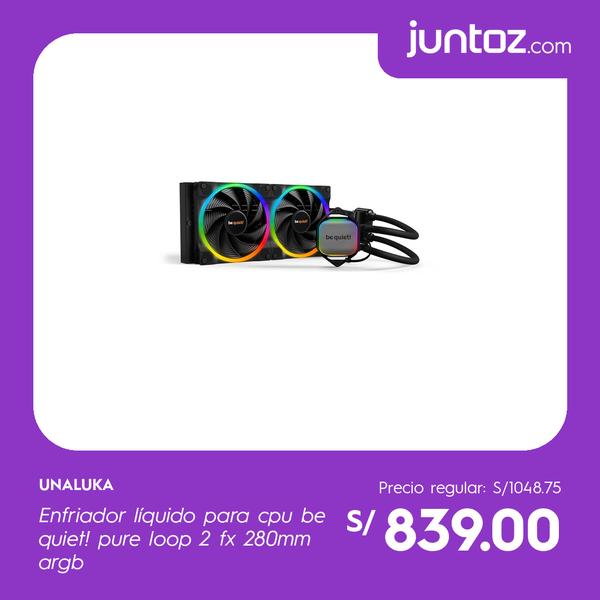 juntoz.com
be quiet!
be quiet!
be quiet!
UNALUKA
Precio regular: S/1048.75
Enfriador líquido para cpu be
quiet! pure loop 2 fx 280mm
argb
S/ 839.00